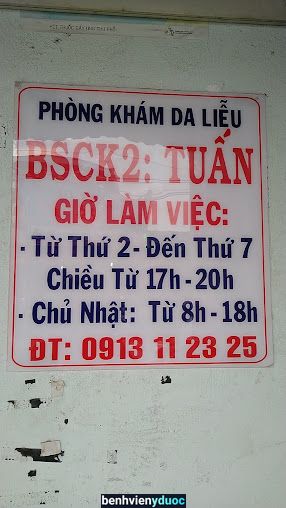 PHÒNG KHÁM DA LIỄU
BSCK2: TUẤN
GIỜ LÀM VIỆC:
- Từ Thứ 2 - Đến Thứ 7
Chiều Từ 17h - 20h
- Chủ Nhật: Từ 8h - 18h
ĐT: 0913 11 23 25
benhvienyduoc